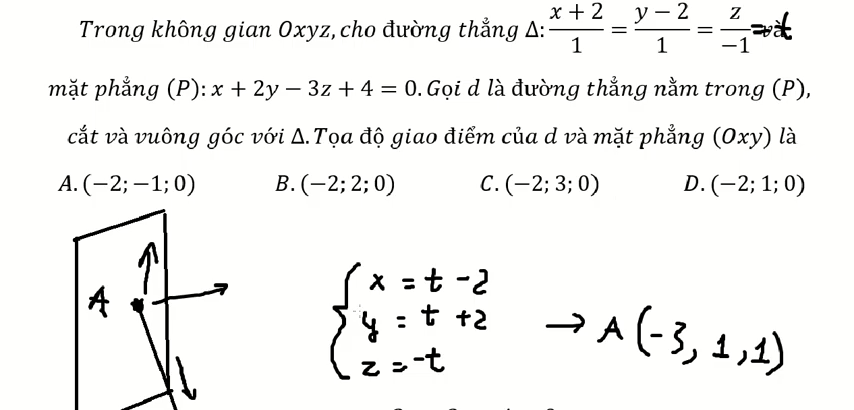 Trong không gian Oxyz, cho đường thẳng Δ: x + 2 / 1 = y − 2 / 1 = z / −1 = t và
mặt phẳng (P): x + 2y − 3z + 4 = 0. Gọi d là đường thẳng nằm trong (P),
cắt và vuông góc với Δ. Tọa độ giao điểm của d và mặt phẳng (Oxy) là
A. (−2; −1; 0) B. (−2; 2; 0) C. (−2; 3; 0) D. (−2; 1; 0)
A
x = t - 2
y = t + 2 → A (-3, 1, 1)
z = -t